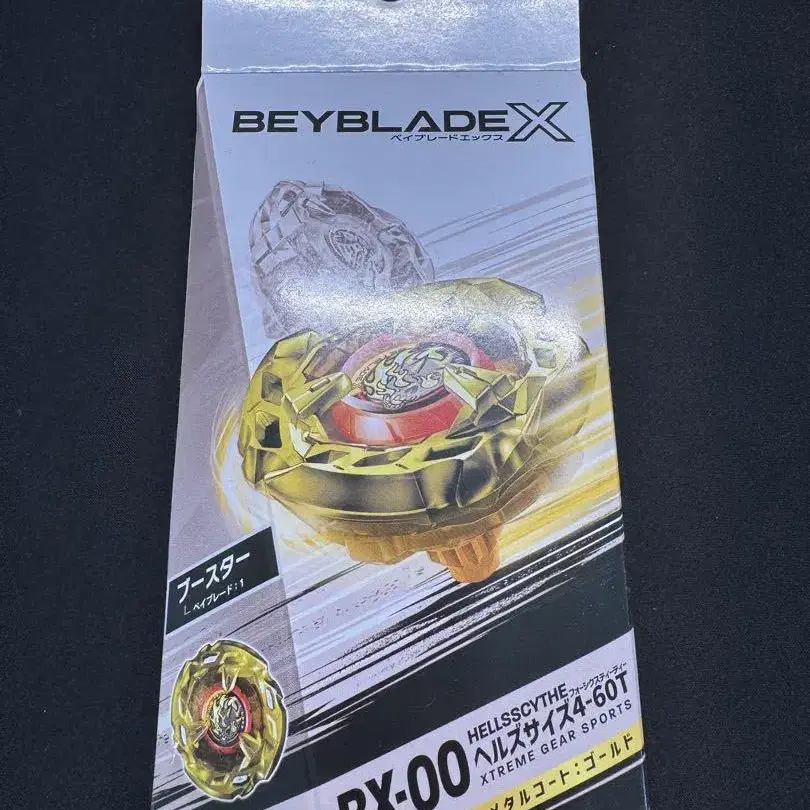 BEYBLADE X
ベイブレードエックス
ブースター
ベイブレード:1
HELLSSCYTHE フォーシクスティーティー
BX-00 ヘルズサイズ4-60T
XTREME GEAR SPORTS
メタルコート:ゴールド